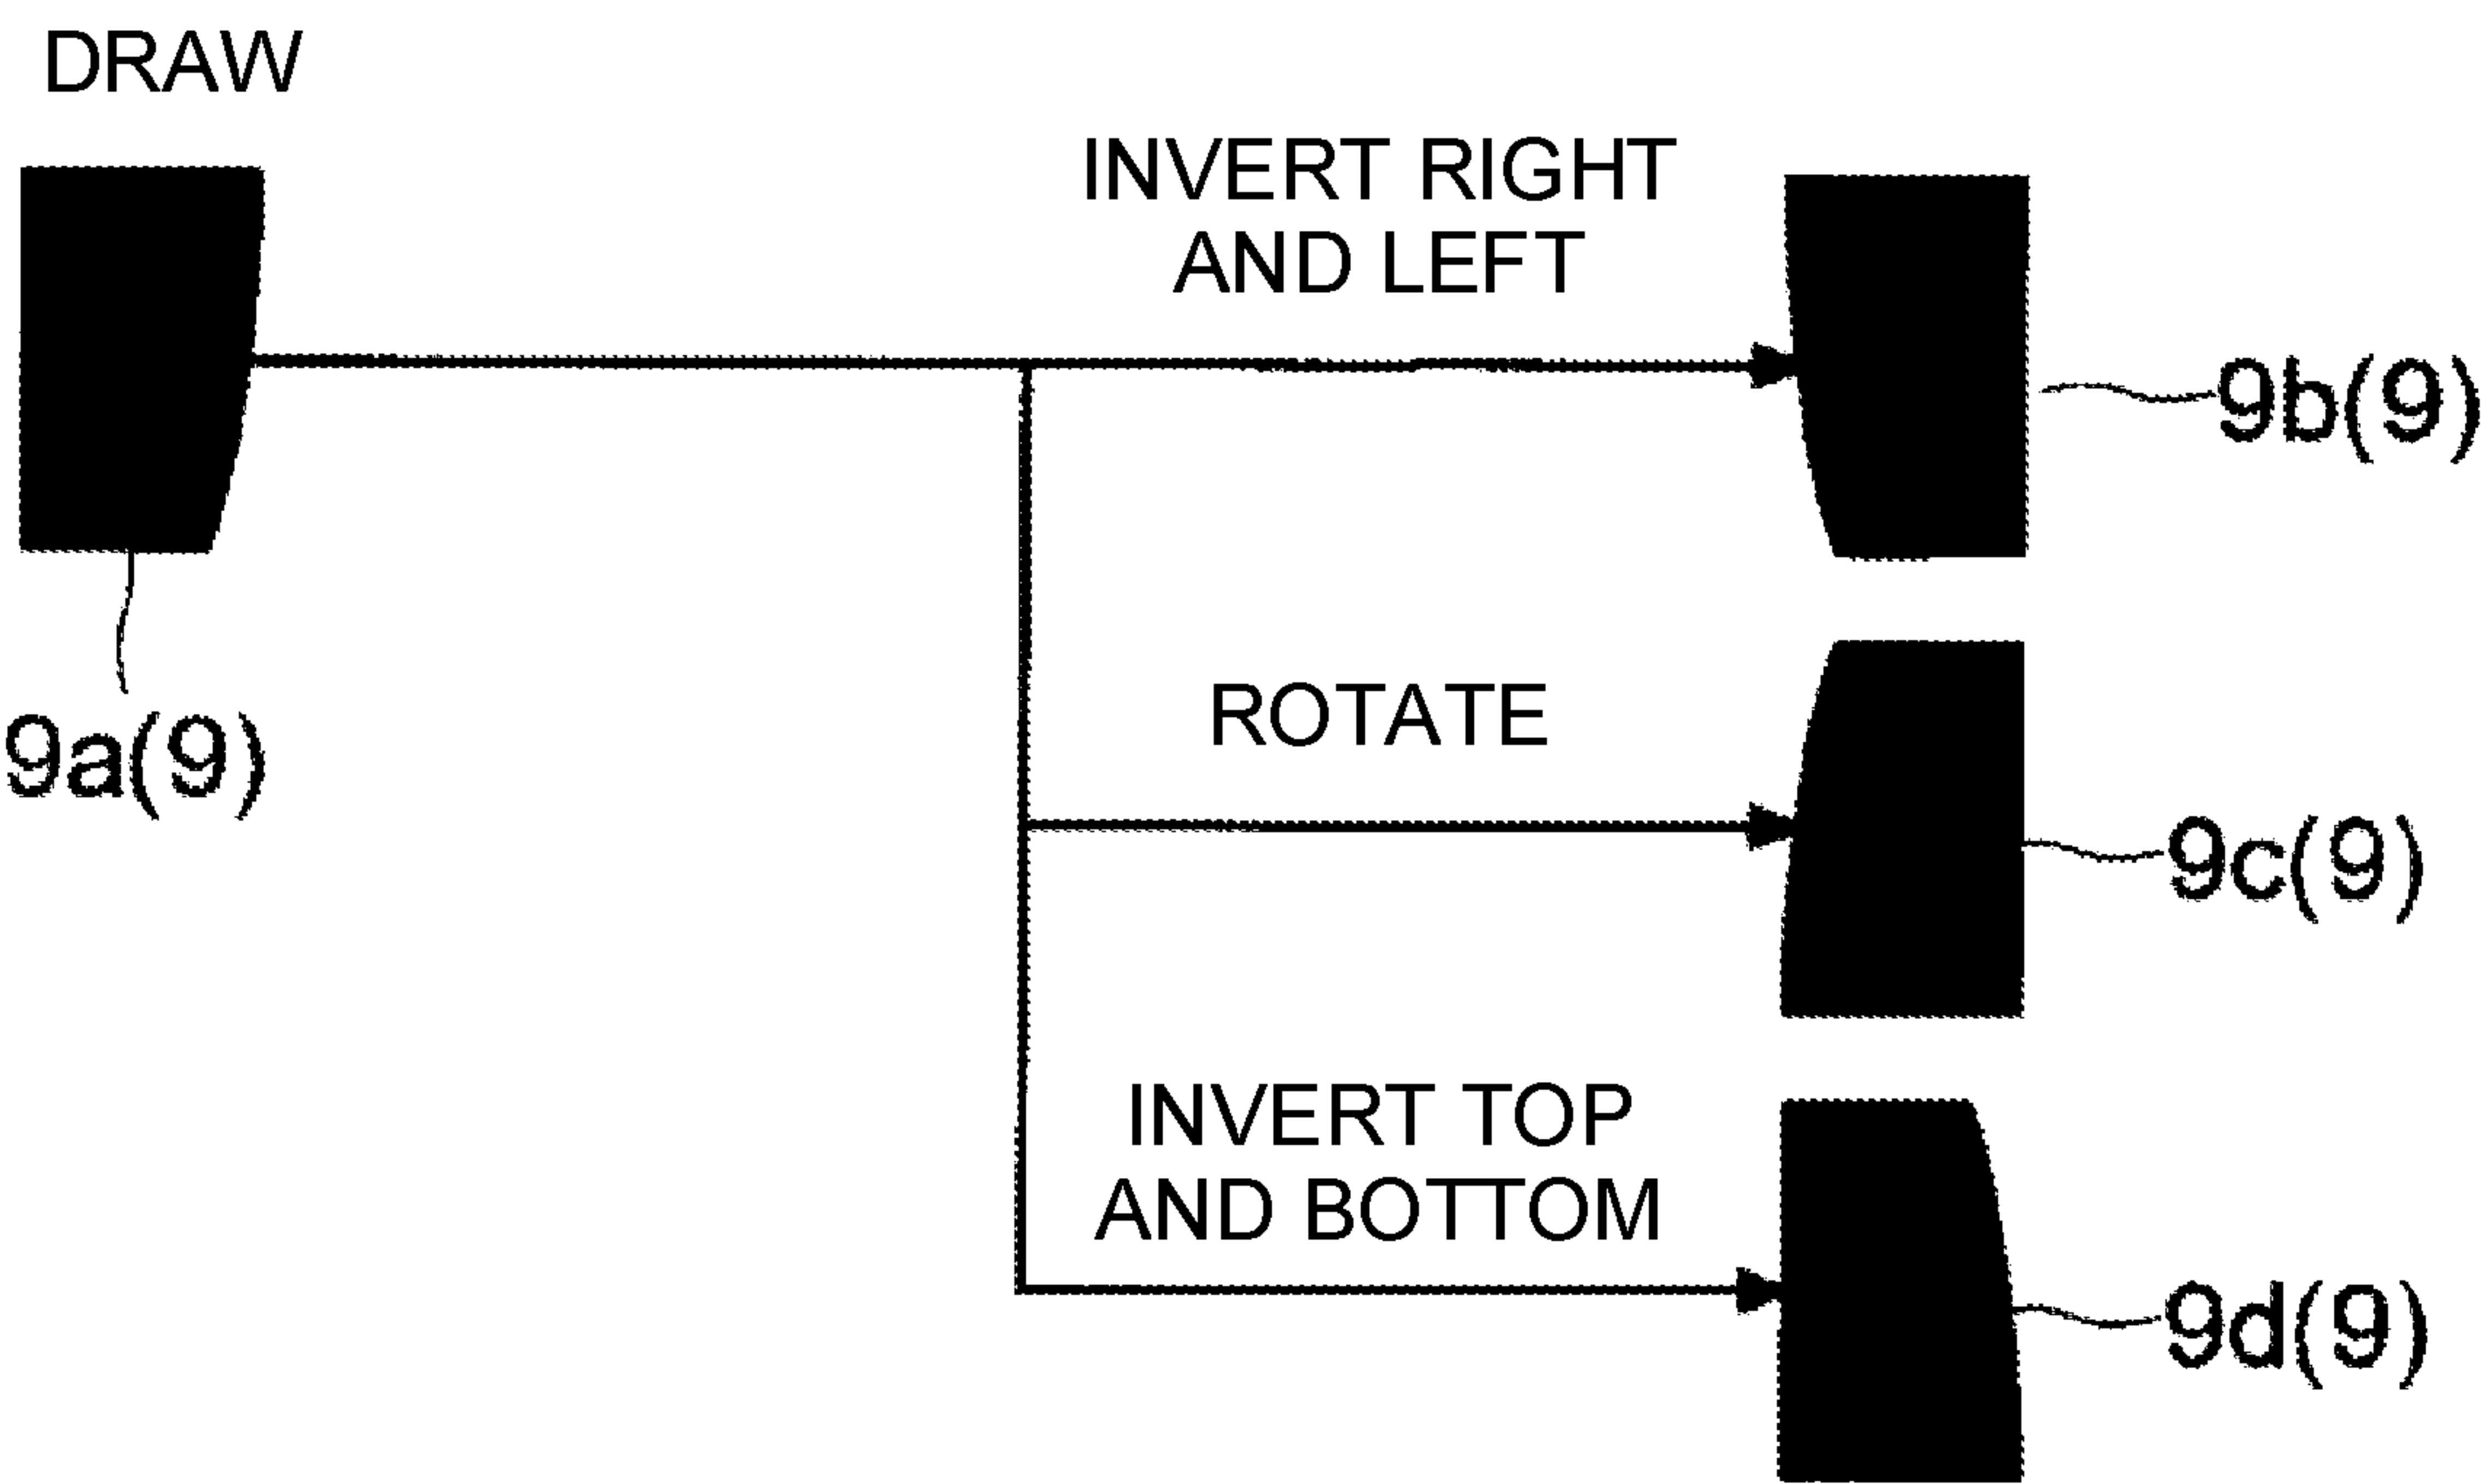 DRAW
INVERT RIGHT
AND LEFT
9b(9)
ROTATE
9a(9)
9c(9)
INVERT TOP
AND BOTTOM
9d(9)